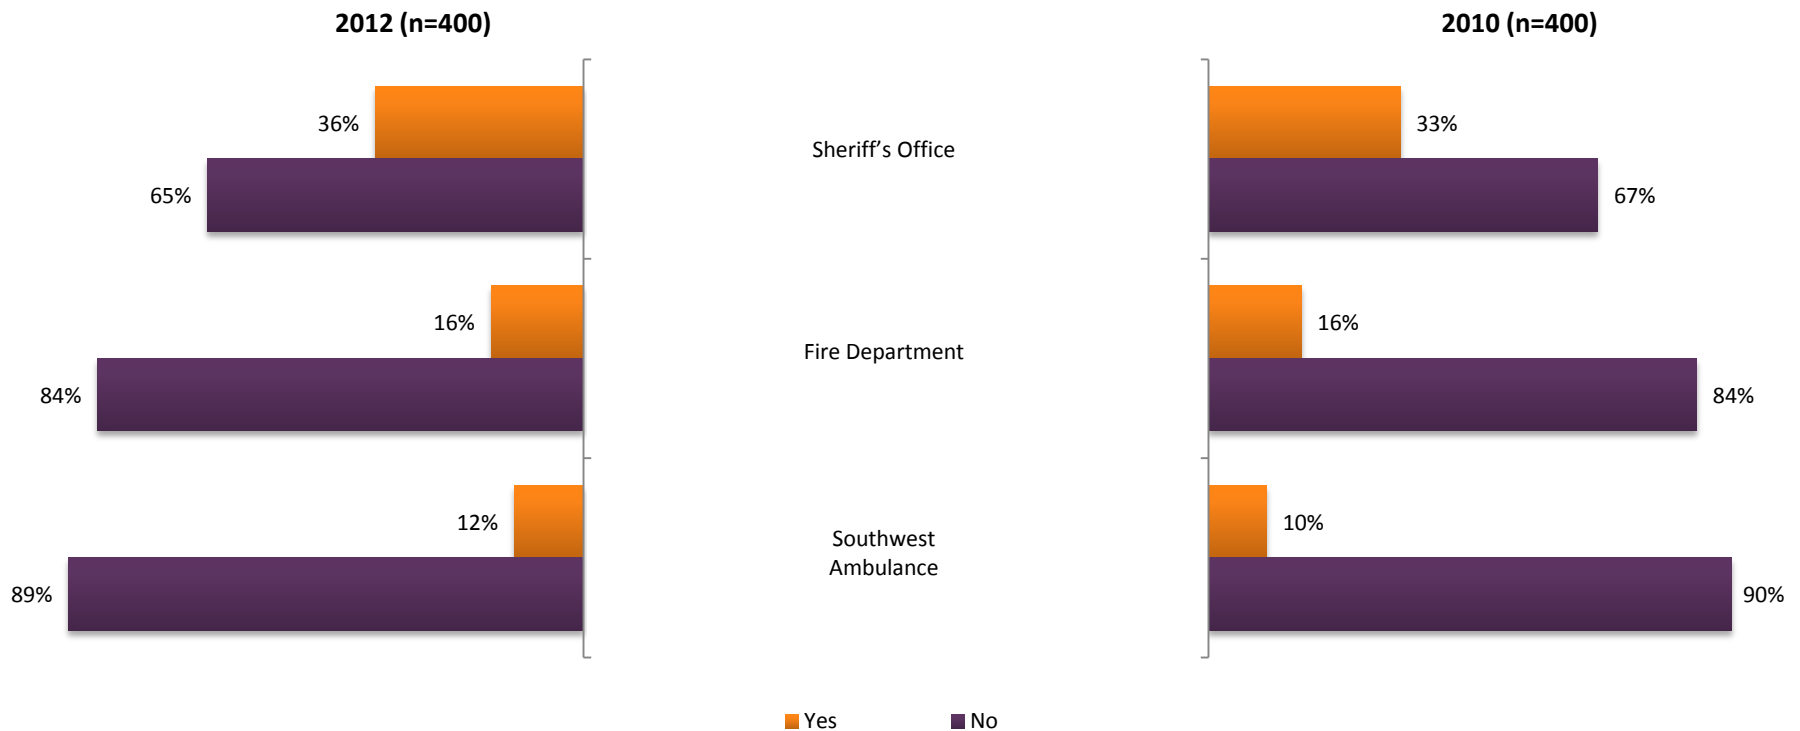 2012 (n=400)
2010 (n=400)
36%
Sheriff’s Office
33%
65%
67%
16%
Fire Department
16%
84%
84%
12%
Southwest
Ambulance
10%
89%
90%
Yes
No